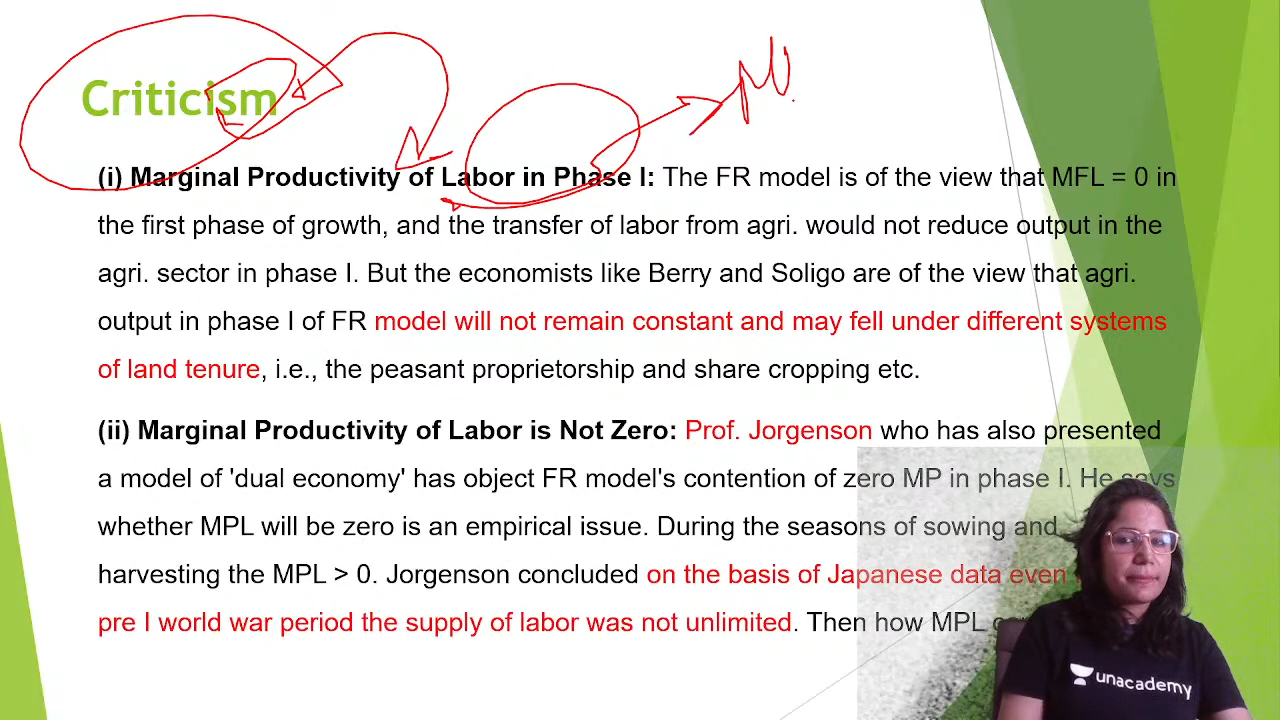 Criticism
(i) Marginal Productivity of Labor in Phase I: The FR model is of the view that MFL = 0 in
the first phase of growth, and the transfer of labor from agri. would not reduce output in the
agri. sector in phase I. But the economists like Berry and Soligo are of the view that agri.
output in phase I of FR model will not remain constant and may fell under different systems
of land tenure, i.e., the peasant proprietorship and share cropping etc.
(ii) Marginal Productivity of Labor is Not Zero: Prof. Jorgenson who has also presented
a model of 'dual economy' has object FR model's contention of zero MP in phase I. He says
whether MPL will be zero is an empirical issue. During the seasons of sowing and
harvesting the MPL > 0. Jorgenson concluded on the basis of Japanese data even
pre I world war period the supply of labor was not unlimited. Then how MPL
unacademy